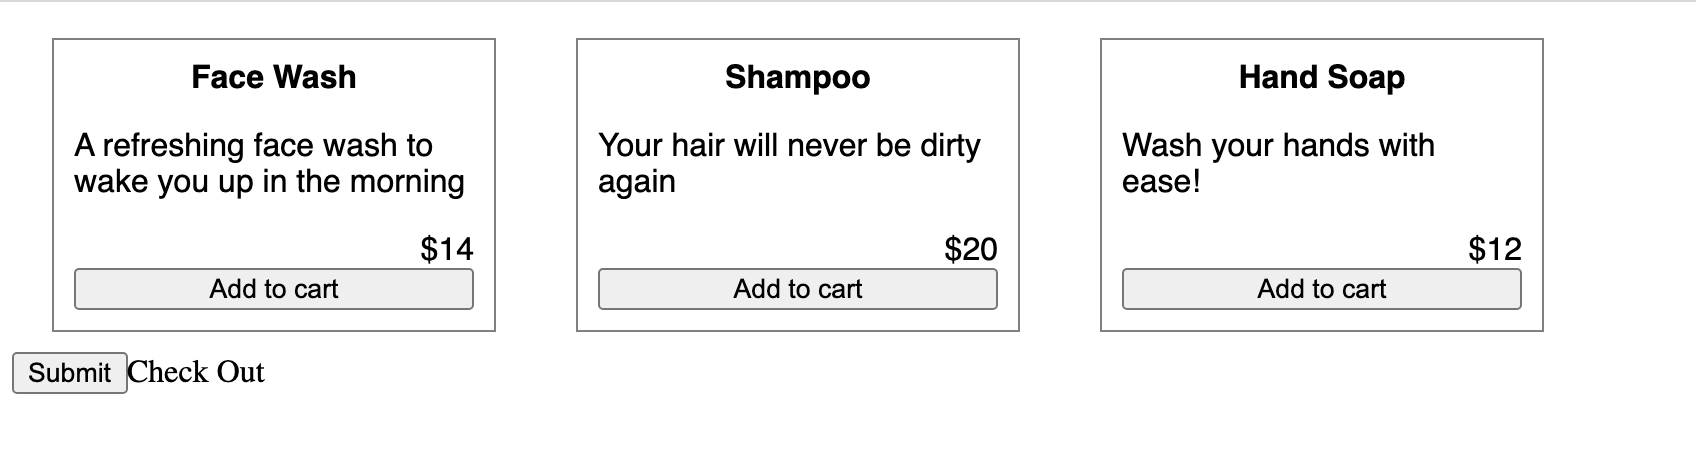 Face Wash
A refreshing face wash to
wake you up in the morning
$14
Add to cart
Shampoo
Your hair will never be dirty
again
$20
Add to cart
Hand Soap
Wash your hands with
ease!
$12
Add to cart
Submit Check Out